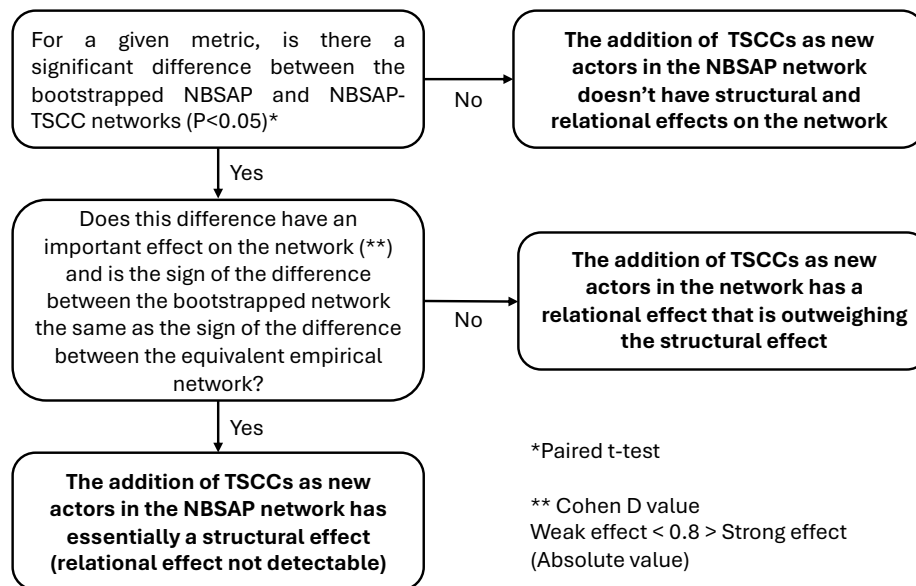 For a given metric, is there a
significant difference between the
bootstrapped NBSAP and NBSAP-
TSCC networks (P<0.05)*
No
The addition of TSCCs as new
actors in the NBSAP network
doesn't have structural and
relational effects on the network
Yes
Does this difference have an
important effect on the network (**)
and is the sign of the difference
between the bootstrapped network
the same as the sign of the difference
between the equivalent empirical
network?
No
The addition of TSCCs as new
actors in the network has a
relational effect that is outweighing
the structural effect
Yes
The addition of TSCCs as new
actors in the NBSAP network has
essentially a structural effect
(relational effect not detectable)
*Paired t-test
** Cohen D value
Weak effect < 0.8 > Strong effect
(Absolute value)